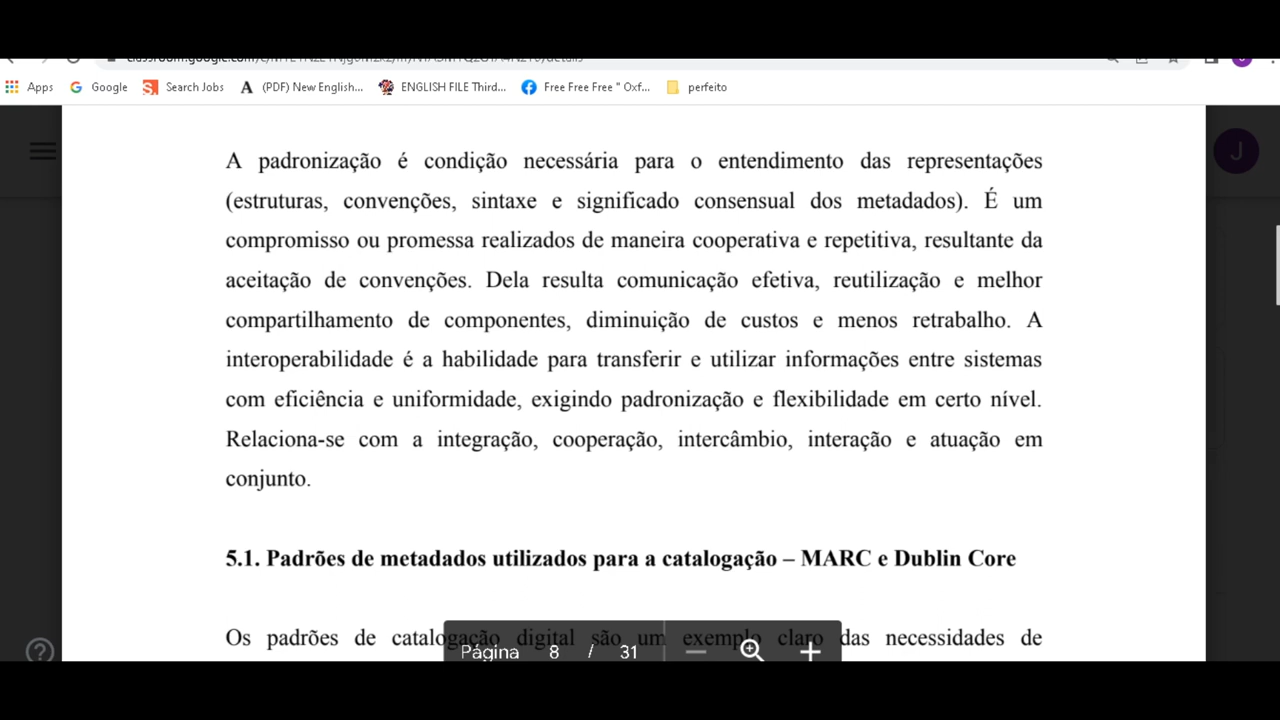 Apps Google Search Jobs (PDF) New English... ENGLISH FILE Third... Free Free Free " Oxf... perfeito
J
A padronização é condição necessária para o entendimento das representações
(estruturas, convenções, sintaxe e significado consensual dos metadados). É um
compromisso ou promessa realizados de maneira cooperativa e repetitiva, resultante da
aceitação de convenções. Dela resulta comunicação efetiva, reutilização e melhor
compartilhamento de componentes, diminuição de custos e menos retrabalho. A
interoperabilidade é a habilidade para transferir e utilizar informações entre sistemas
com eficiência e uniformidade, exigindo padronização e flexibilidade em certo nível.
Relaciona-se com a integração, cooperação, intercâmbio, interação e atuação em
conjunto.
5.1. Padrões de metadados utilizados para a catalogação – MARC e Dublin Core
Os padrões de catalogação digital são um exemplo claro das necessidades de
Página 8 / 31